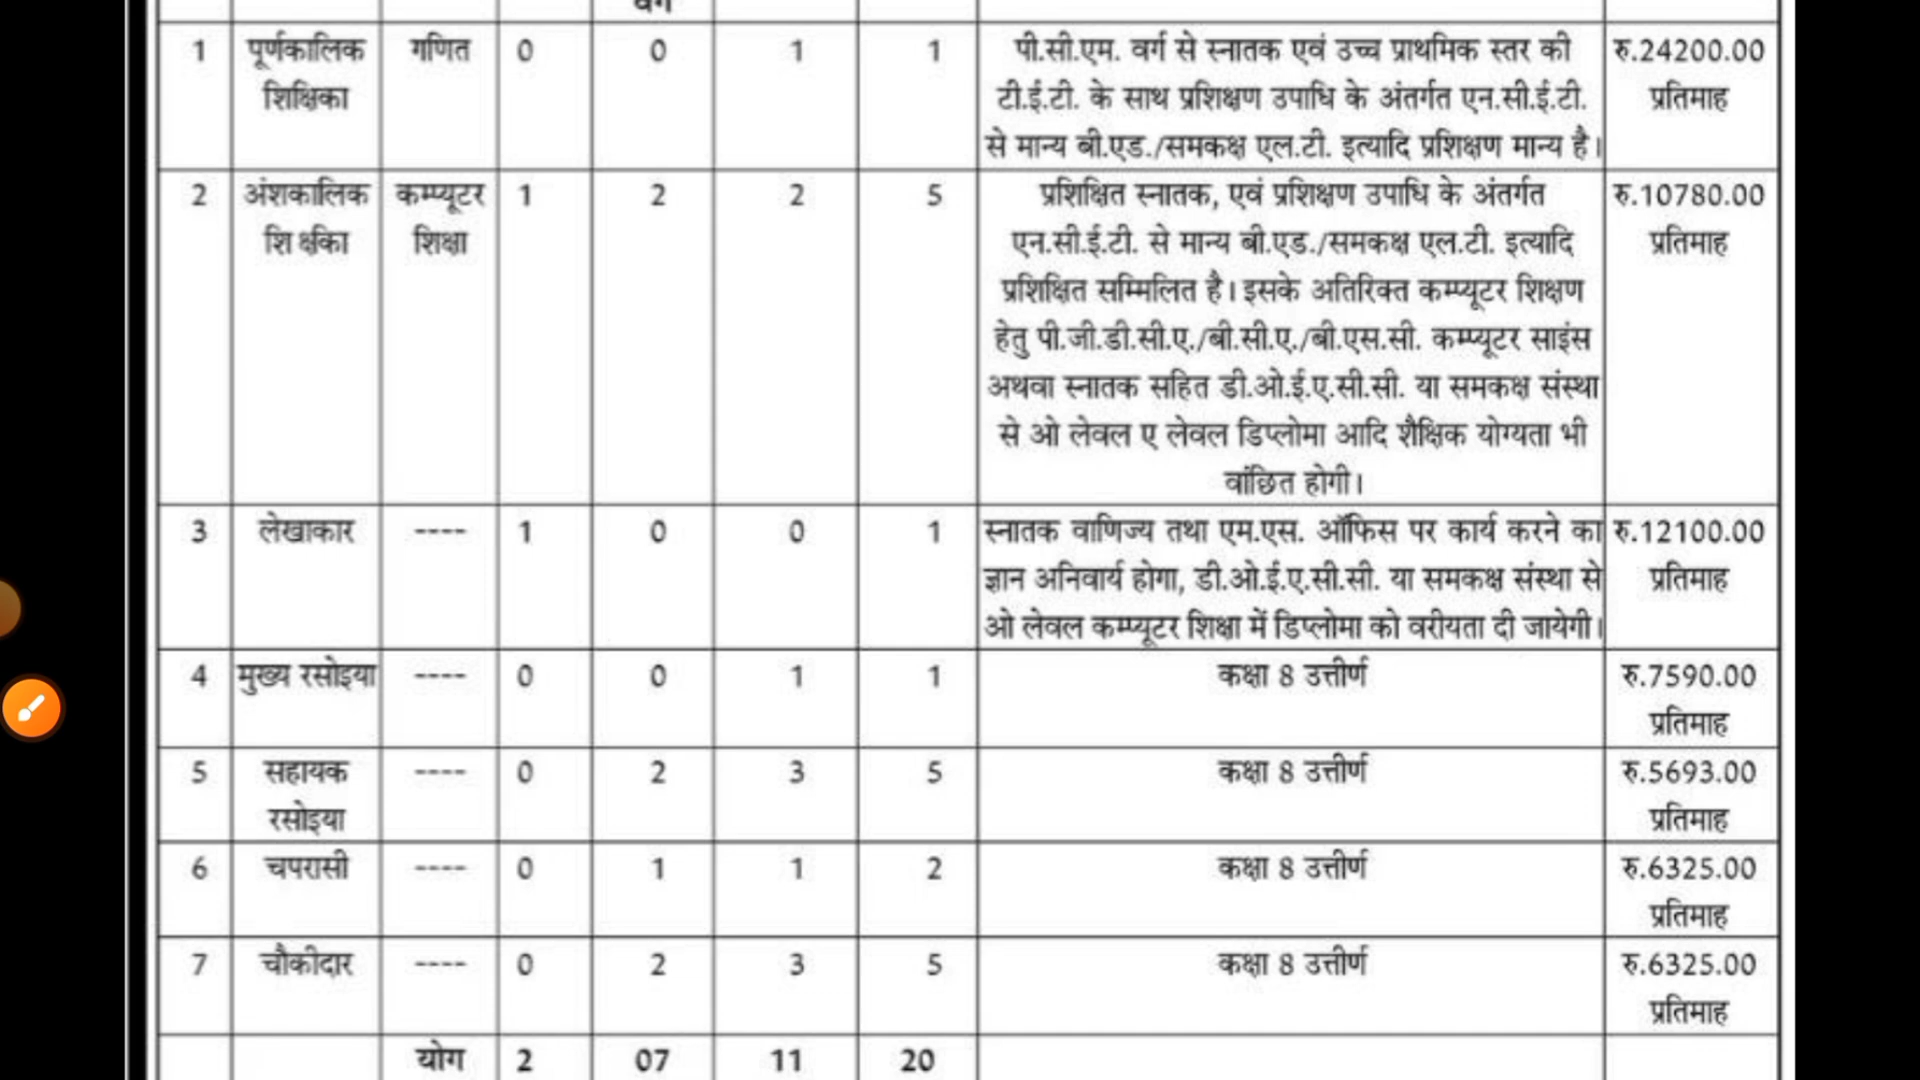 वर्ग
1 पूर्णकालिक गणित 0 0 1 1 पी.सी.एम. वर्ग से स्नातक एवं उच्च प्राथमिक स्तर की रु.24200.00
शिक्षिका टी.ई.टी. के साथ प्रशिक्षण उपाधि के अंतर्गत एन.सी.ई.टी. प्रतिमाह
से मान्य बी.एड./समकक्ष एल.टी. इत्यादि प्रशिक्षण मान्य है।
2 अंशकालिक कम्प्यूटर 1 2 2 5 प्रशिक्षित स्नातक, एवं प्रशिक्षण उपाधि के अंतर्गत रु.10780.00
शिक्षिका शिक्षा एन.सी.ई.टी. से मान्य बी.एड./समकक्ष एल.टी. इत्यादि प्रतिमाह
प्रशिक्षित सम्मिलित है। इसके अतिरिक्त कम्प्यूटर शिक्षण
हेतु पी.जी.डी.सी.ए./बी.सी.ए./बी.एस.सी. कम्प्यूटर साइंस
अथवा स्नातक सहित डी.ओ.ई.ए.सी.सी. या समकक्ष संस्था
से ओ लेवल ए लेवल डिप्लोमा आदि शैक्षिक योग्यता भी
वांछित होगी।
3 लेखाकार ---- 1 0 0 1 स्नातक वाणिज्य तथा एम.एस. ऑफिस पर कार्य करने का रु.12100.00
ज्ञान अनिवार्य होगा, डी.ओ.ई.ए.सी.सी. या समकक्ष संस्था से प्रतिमाह
ओ लेवल कम्प्यूटर शिक्षा में डिप्लोमा को वरीयता दी जायेगी।
4 मुख्य रसोइया ---- 0 0 1 1 कक्षा 8 उत्तीर्ण रु.7590.00
प्रतिमाह
5 सहायक ---- 0 2 3 5 कक्षा 8 उत्तीर्ण रु.5693.00
रसोइया प्रतिमाह
6 चपरासी ---- 0 1 1 2 कक्षा 8 उत्तीर्ण रु.6325.00
प्रतिमाह
7 चौकीदार ---- 0 2 3 5 कक्षा 8 उत्तीर्ण रु.6325.00
प्रतिमाह
योग 2 07 11 20